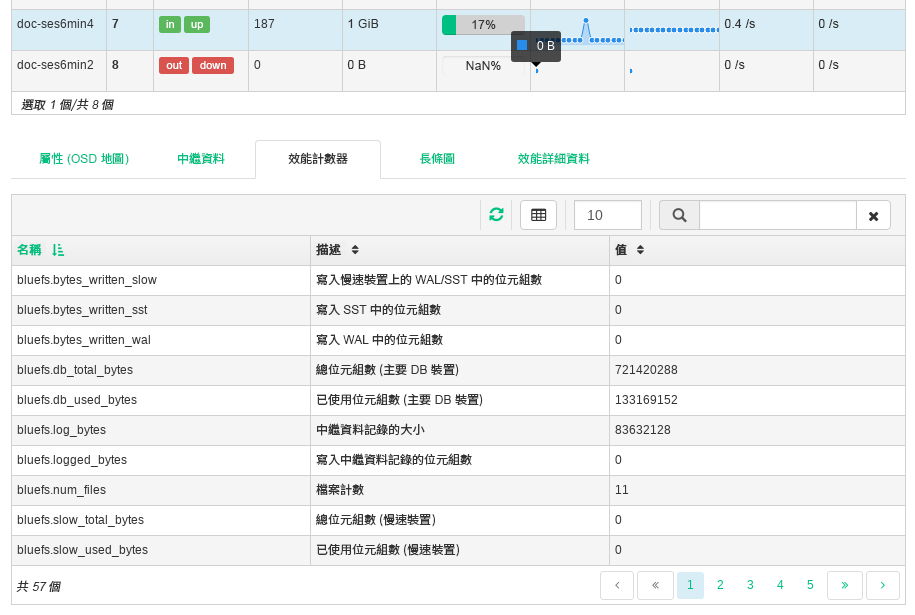 doc-ses6min4 7 in up 187 1 GiB 17% 0.4 /s 0 /s
0 B
doc-ses6min2 8 out down 0 0 B NaN% 0 /s 0 /s
選取 1 個/共 8 個
屬性 (OSD 地圖) 中繼資料 效能計數器 長條圖 效能詳細資料
10
名稱 描述 值
bluefs.bytes_written_slow 寫入慢速裝置上的 WAL/SST 中的位元組數 0
bluefs.bytes_written_sst 寫入 SST 中的位元組數 0
bluefs.bytes_written_wal 寫入 WAL 中的位元組數 0
bluefs.db_total_bytes 總位元組數 (主要 DB 裝置) 721420288
bluefs.db_used_bytes 已使用位元組數 (主要 DB 裝置) 133169152
bluefs.log_bytes 中繼資料記錄的大小 83632128
bluefs.logged_bytes 寫入中繼資料記錄的位元組數 0
bluefs.num_files 檔案計數 11
bluefs.slow_total_bytes 總位元組數 (慢速裝置) 0
bluefs.slow_used_bytes 已使用位元組數 (慢速裝置) 0
共 57 個 ‹ « 1 2 3 4 5 » ›